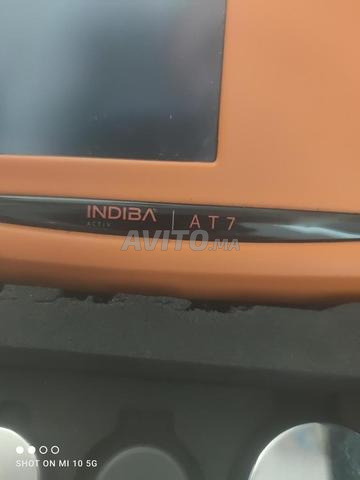 INDIBA | AT7
ACTIV
AVITO.ma
SHOT ON MI 10 5G